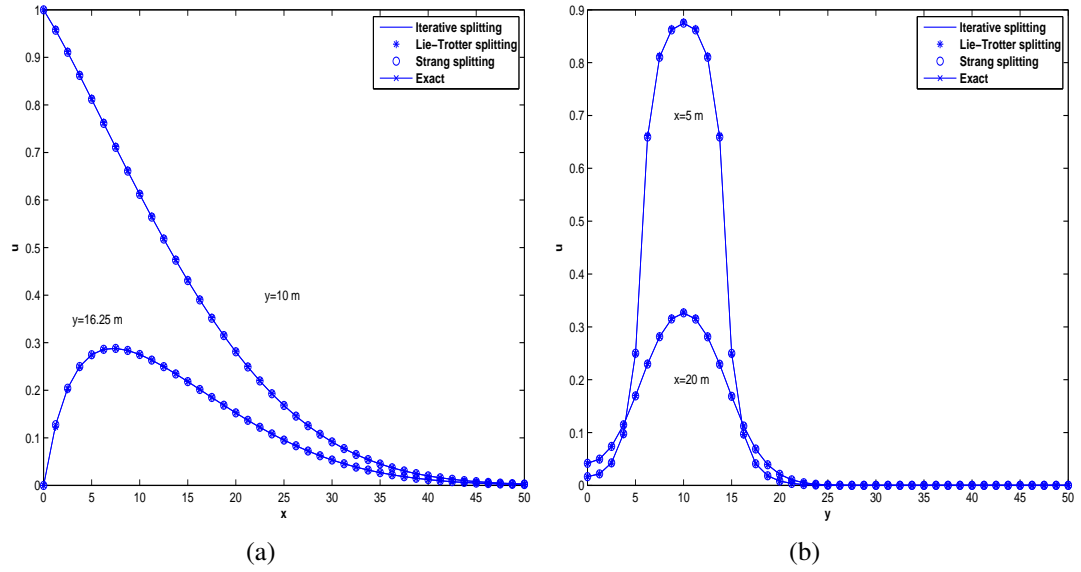 1
0.9
0.8
0.7
0.6
0.5
0.4
0.3
0.2
0.1
0
u
0 5 10 15 20 25 30 35 40 45 50
x
Iterative splitting
Lie-Trotter splitting
Strang splitting
Exact
y=10 m
y=16.25 m
(a)
0.9
0.8
0.7
0.6
0.5
0.4
0.3
0.2
0.1
0
u
0 5 10 15 20 25 30 35 40 45 50
y
Iterative splitting
Lie-Trotter splitting
Strang splitting
Exact
x=5 m
x=20 m
(b)